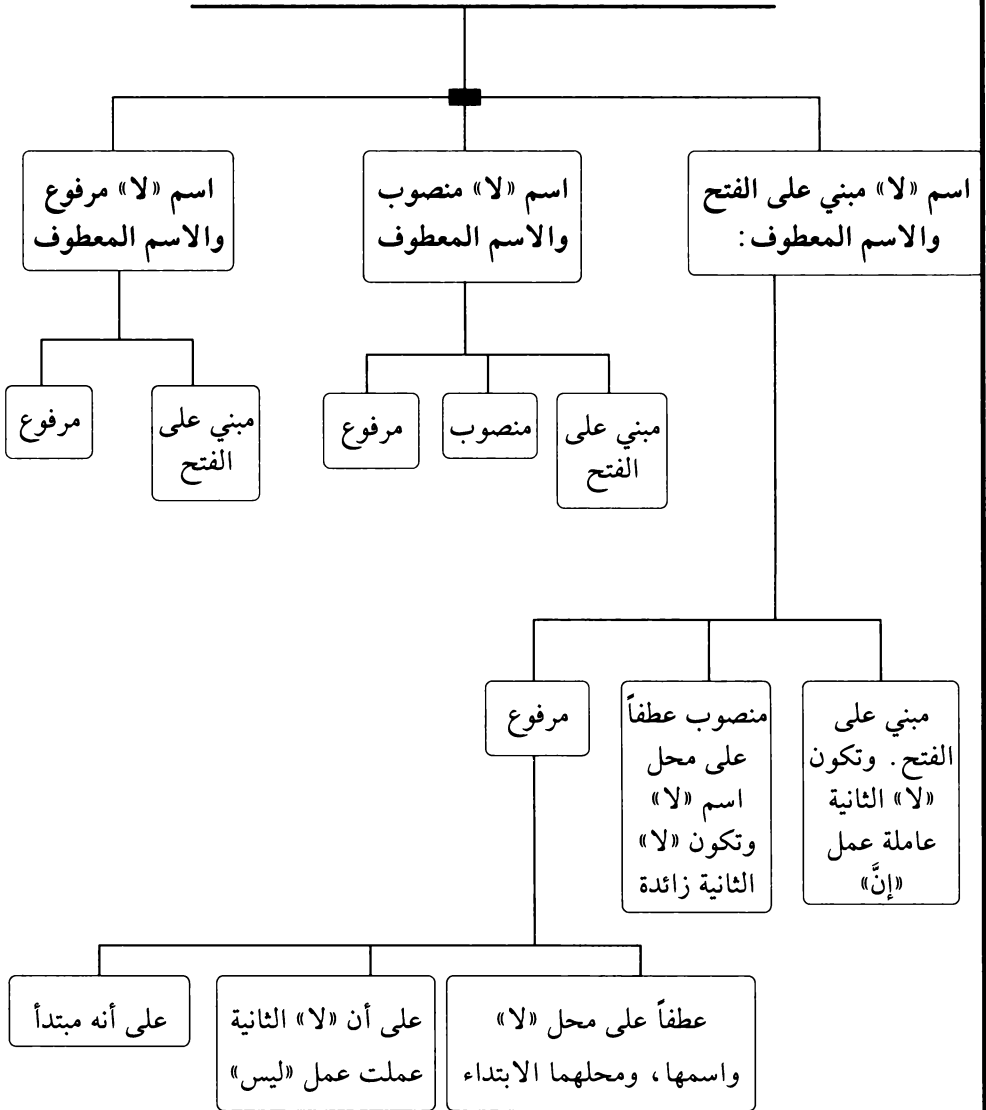 اسم «لا» مبني على الفتح
والاسم المعطوف:
اسم «لا» منصوب
والاسم المعطوف
اسم «لا» مرفوع
والاسم المعطوف
مبني على
الفتح
منصوب
مرفوع
مبني على
الفتح
مرفوع
مبني على
الفتح. وتكون
«لا» الثانية
عاملة عمل
«إنَّ»
منصوب عطفاً
على محل
اسم «لا»
وتكون «لا»
الثانية زائدة
مرفوع
عطفاً على محل «لا»
واسمها، ومحلهما الابتداء
على أن «لا» الثانية
عملت عمل «ليس»
على أنه مبتدأ